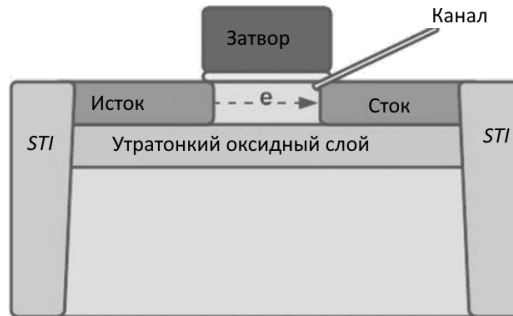 Канал
Затвор
Исток
e
Сток
STI
STI
Утратонкий оксидный слой